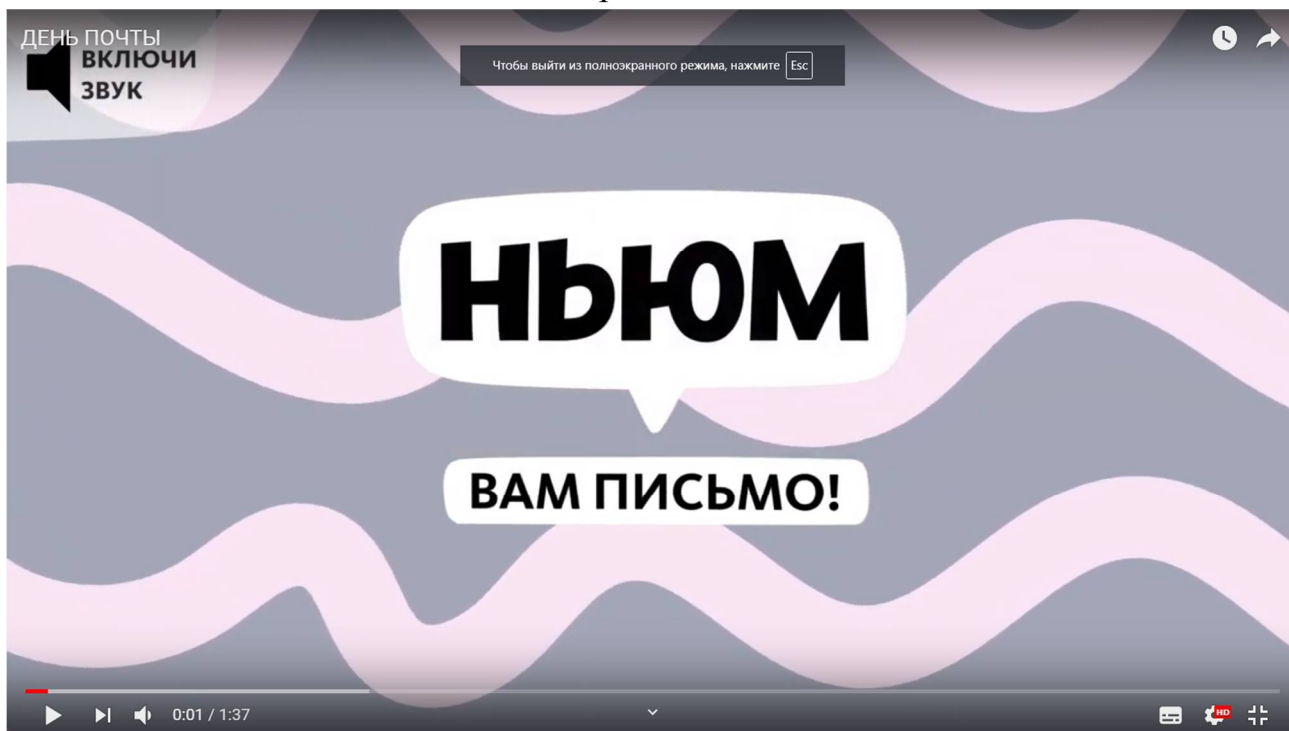 ДЕНЬ ПОЧТЫ
ВКЛЮЧИ
ЗВУК
Чтобы выйти из полноэкранного режима, нажмите Esc
НЬЮМ
ВАМ ПИСЬМО!
0:01 / 1:37
HD